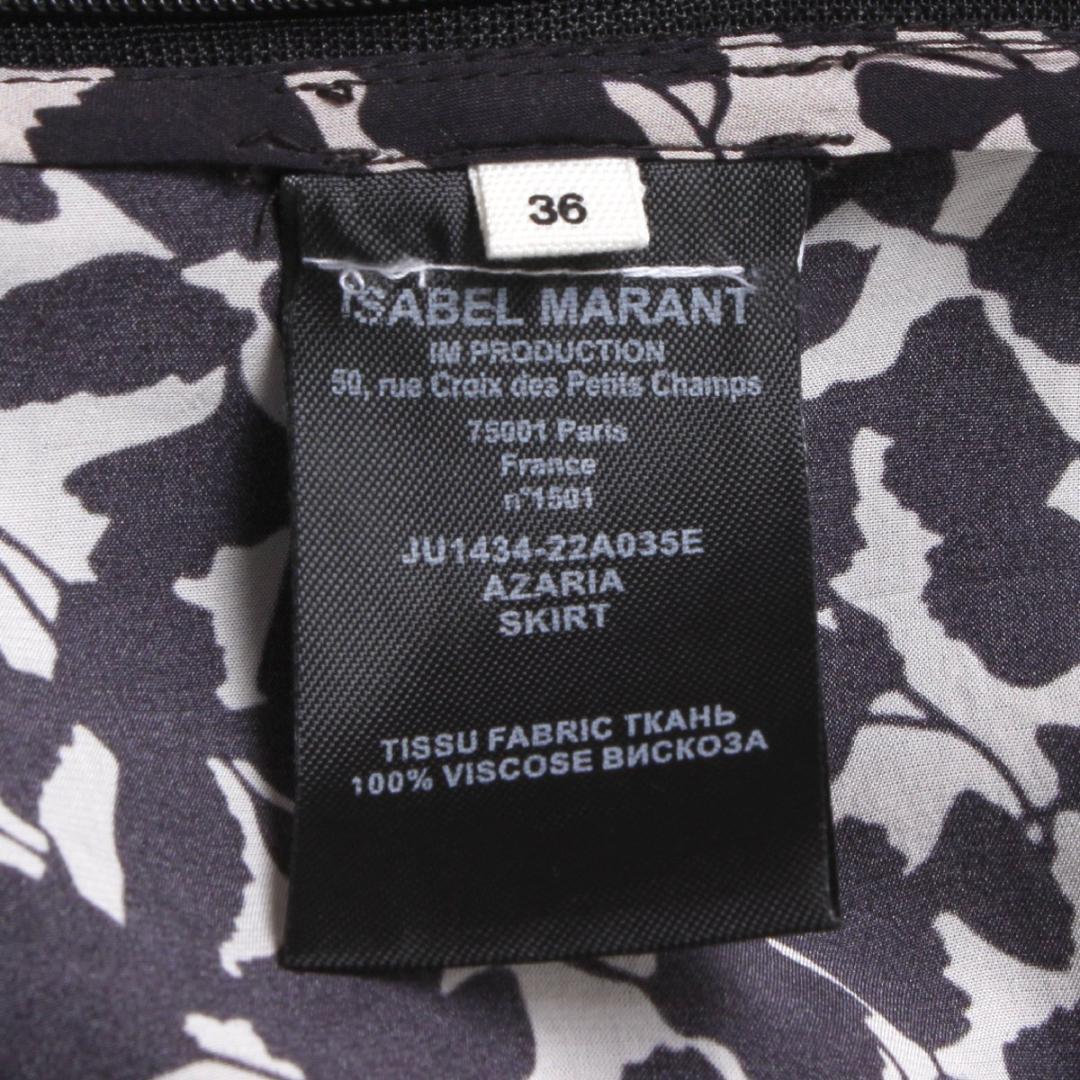 36
ISABEL MARANT
IM PRODUCTION
50, rue Croix des Petits Champs
75001 Paris
France
n°1501
JU1434-22A035E
AZARIA
SKIRT
TISSU FABRIC ТКАНЬ
100% VISCOSE ВИСКОЗА